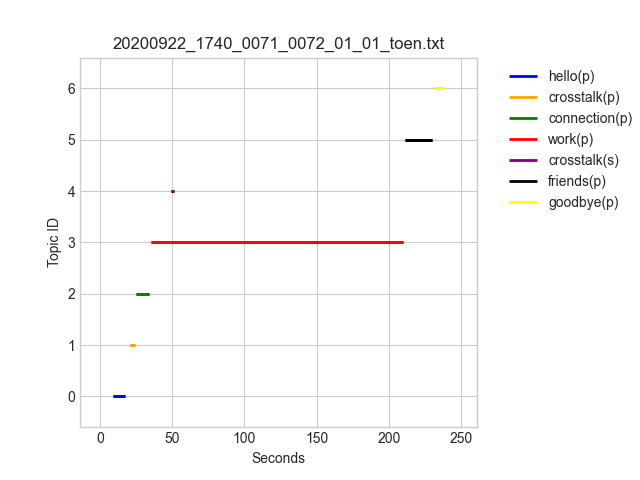 20200922_1740_0071_0072_01_01_toen.txt
hello(p)
crosstalk(p)
connection(p)
work(p)
crosstalk(s)
friends(p)
goodbye(p)
Topic ID
6
5
4
3
2
1
0
0 50 100 150 200 250
Seconds